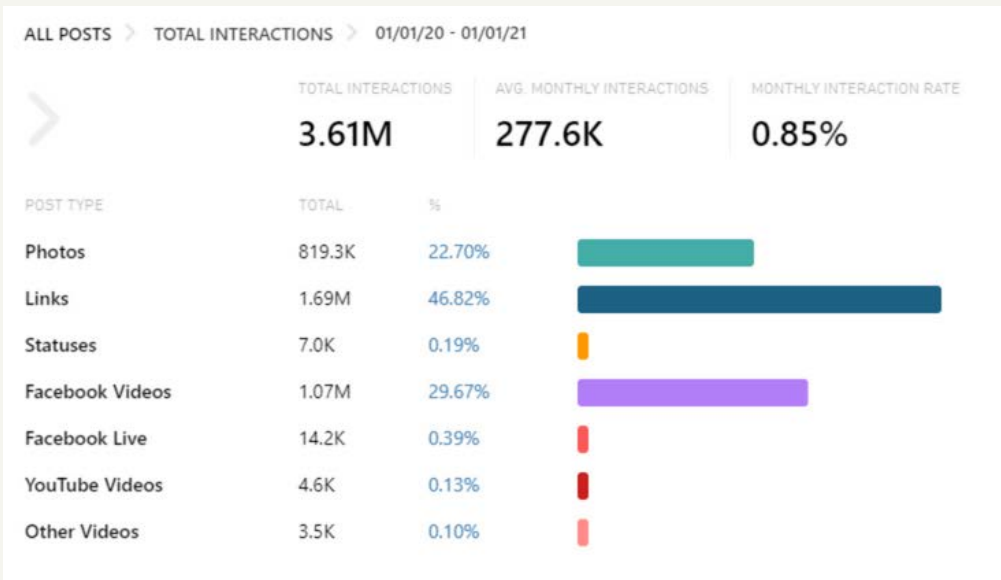 ALL POSTS TOTAL INTERACTIONS 01/01/20 - 01/01/21
TOTAL INTERACTIONS AVG. MONTHLY INTERACTIONS MONTHLY INTERACTION RATE
3.61M 277.6K 0.85%
POST TYPE TOTAL %
Photos 819.3K 22.70%
Links 1.69M 46.82%
Statuses 7.0K 0.19%
Facebook Videos 1.07M 29.67%
Facebook Live 14.2K 0.39%
YouTube Videos 4.6K 0.13%
Other Videos 3.5K 0.10%